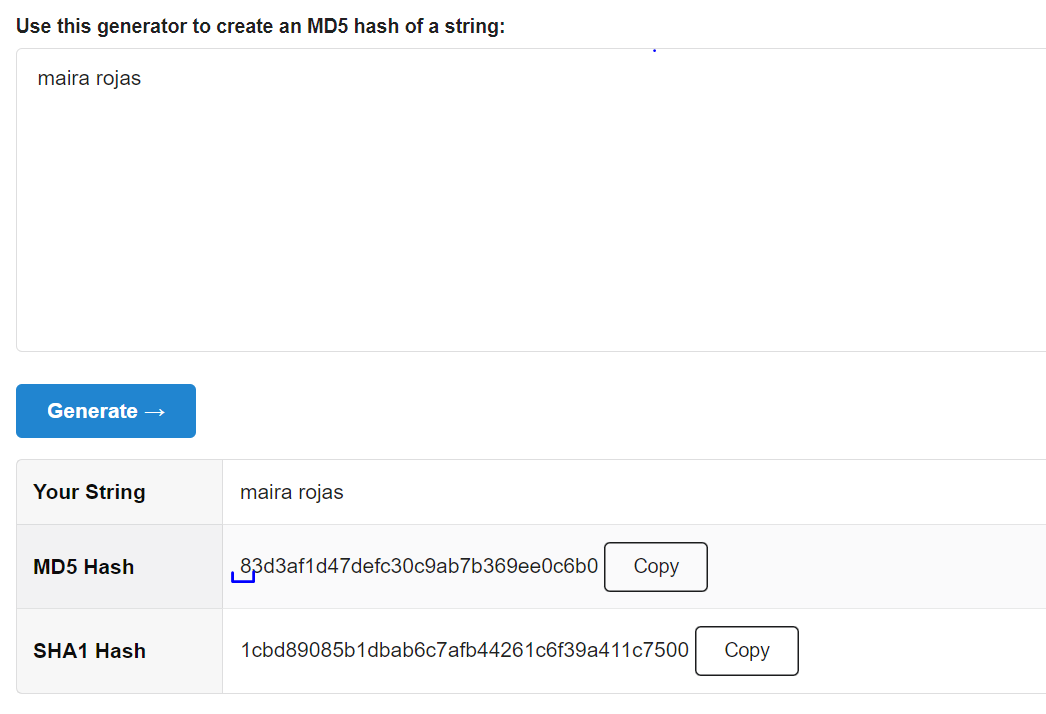 Use this generator to create an MD5 hash of a string:
maira rojas
Generate →
Your String maira rojas
MD5 Hash 83d3af1d47defc30c9ab7b369ee0c6b0 Copy
SHA1 Hash 1cbd89085b1dbab6c7afb44261c6f39a411c7500 Copy